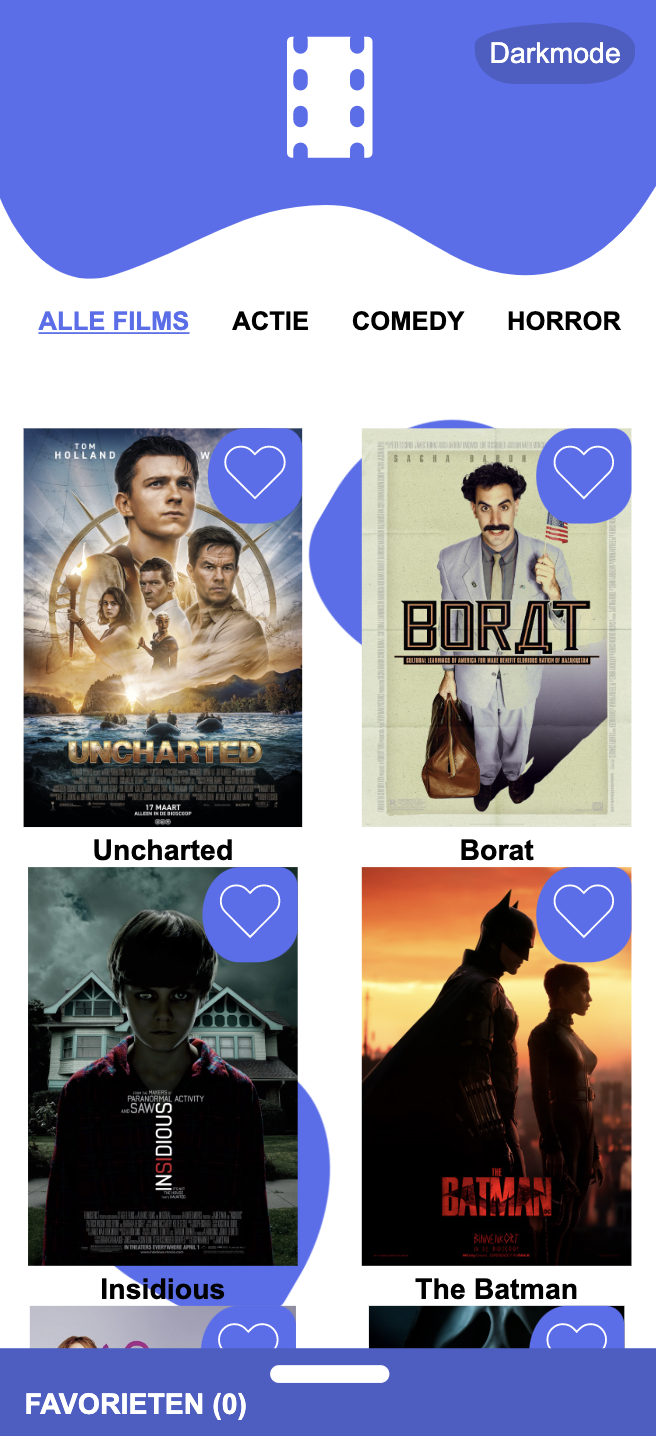 Darkmode
ALLE FILMS ACTIE COMEDY HORROR
TOM
HOLLAND W
SACHA BARON
BORAT
CULTURAL LEARNINGS OF AMERICA FOR MAKE BENEFIT GLORIOUS NATION OF KAZAKHSTAN
UNCHARTED
17 MAART
ALLEEN IN DE BIOSCOOP
Uncharted Borat
FROM THE MAKERS OF
PARANORMAL ACTIVITY
AND SAW
INSIDIOUS
IT'S NOT
THE HOUSE
THAT'S HAUNTED
IN THEATERS EVERYWHERE APRIL 1
THE
BATMAN
BINNENKORT
IN DE BIOSCOOP
Insidious The Batman
FAVORIETEN (0)